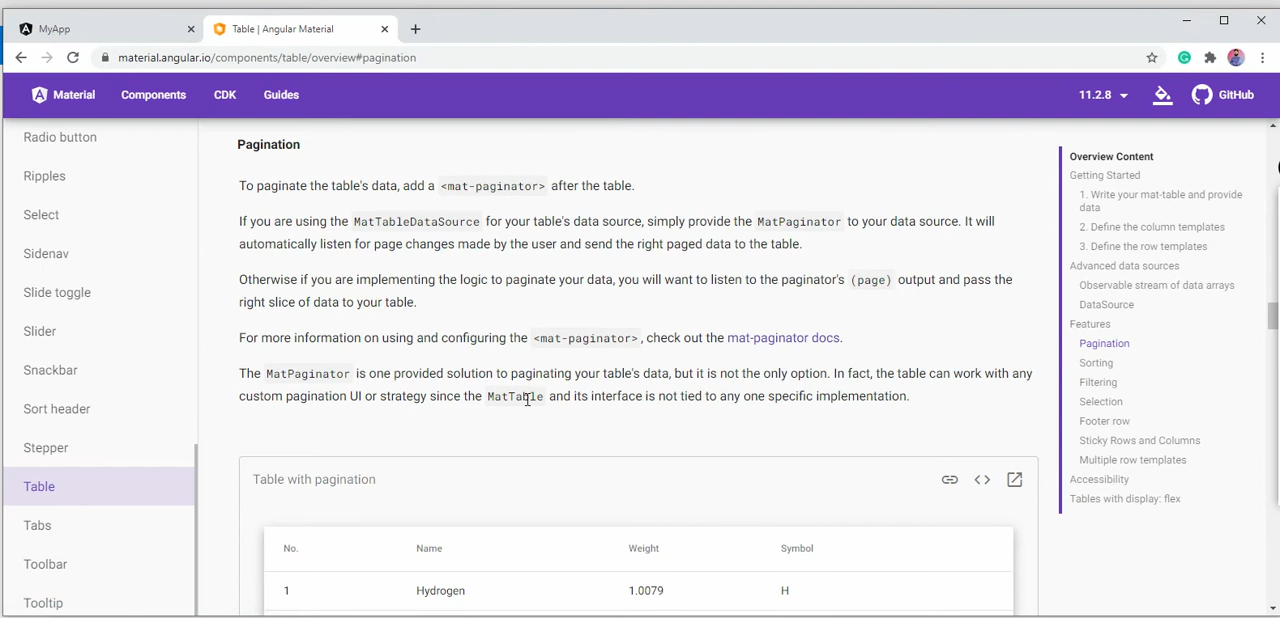 MyApp
Table | Angular Material
material.angular.io/components/table/overview#pagination
Material Components CDK Guides 11.2.8 GitHub
Radio button
Ripples
Select
Sidenav
Slide toggle
Slider
Snackbar
Sort header
Stepper
Table
Tabs
Toolbar
Tooltip
Pagination
To paginate the table's data, add a <mat-paginator> after the table.
If you are using the MatTableDataSource for your table's data source, simply provide the MatPaginator to your data source. It will
automatically listen for page changes made by the user and send the right paged data to the table.
Otherwise if you are implementing the logic to paginate your data, you will want to listen to the paginator's (page) output and pass the
right slice of data to your table.
For more information on using and configuring the <mat-paginator>, check out the mat-paginator docs.
The MatPaginator is one provided solution to paginating your table's data, but it is not the only option. In fact, the table can work with any
custom pagination UI or strategy since the MatTable and its interface is not tied to any one specific implementation.
Table with pagination
No. Name Weight Symbol
1 Hydrogen 1.0079 H
Overview Content
Getting Started
1. Write your mat-table and provide
data
2. Define the column templates
3. Define the row templates
Advanced data sources
Observable stream of data arrays
DataSource
Features
Pagination
Sorting
Filtering
Selection
Footer row
Sticky Rows and Columns
Multiple row templates
Accessibility
Tables with display: flex